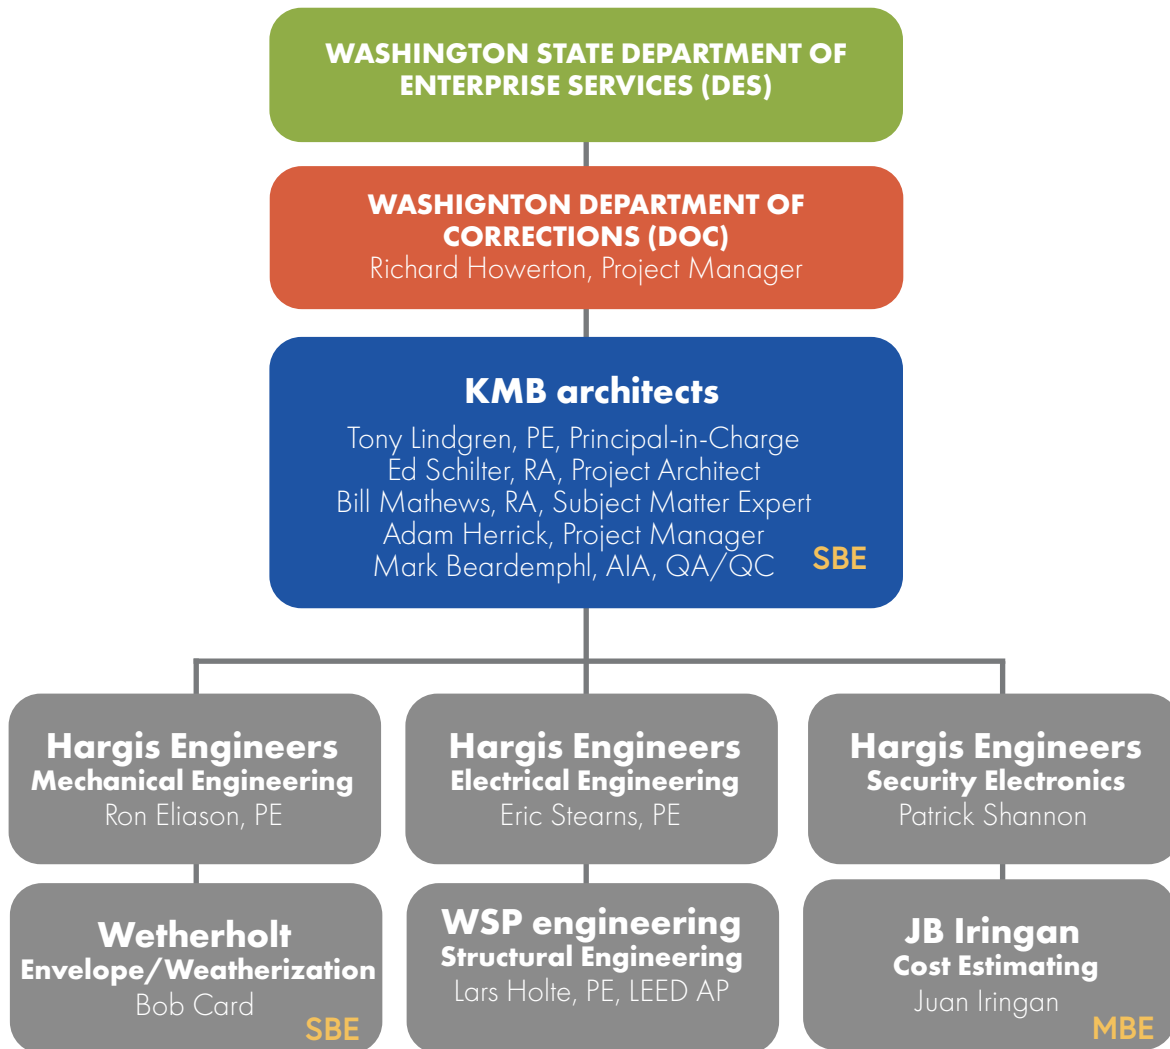 WASHINGTON STATE DEPARTMENT OF
ENTERPRISE SERVICES (DES)
WASHIGNTON DEPARTMENT OF
CORRECTIONS (DOC)
Richard Howerton, Project Manager
KMB architects
Tony Lindgren, PE, Principal-in-Charge
Ed Schilter, RA, Project Architect
Bill Mathews, RA, Subject Matter Expert
Adam Herrick, Project Manager
Mark Beardemphl, AIA, QA/QC
SBE
Hargis Engineers
Mechanical Engineering
Ron Eliason, PE
Hargis Engineers
Electrical Engineering
Eric Stearns, PE
Hargis Engineers
Security Electronics
Patrick Shannon
Wetherholt
Envelope/Weatherization
Bob Card
SBE
WSP engineering
Structural Engineering
Lars Holte, PE, LEED AP
JB Iringan
Cost Estimating
Juan Iringan
MBE